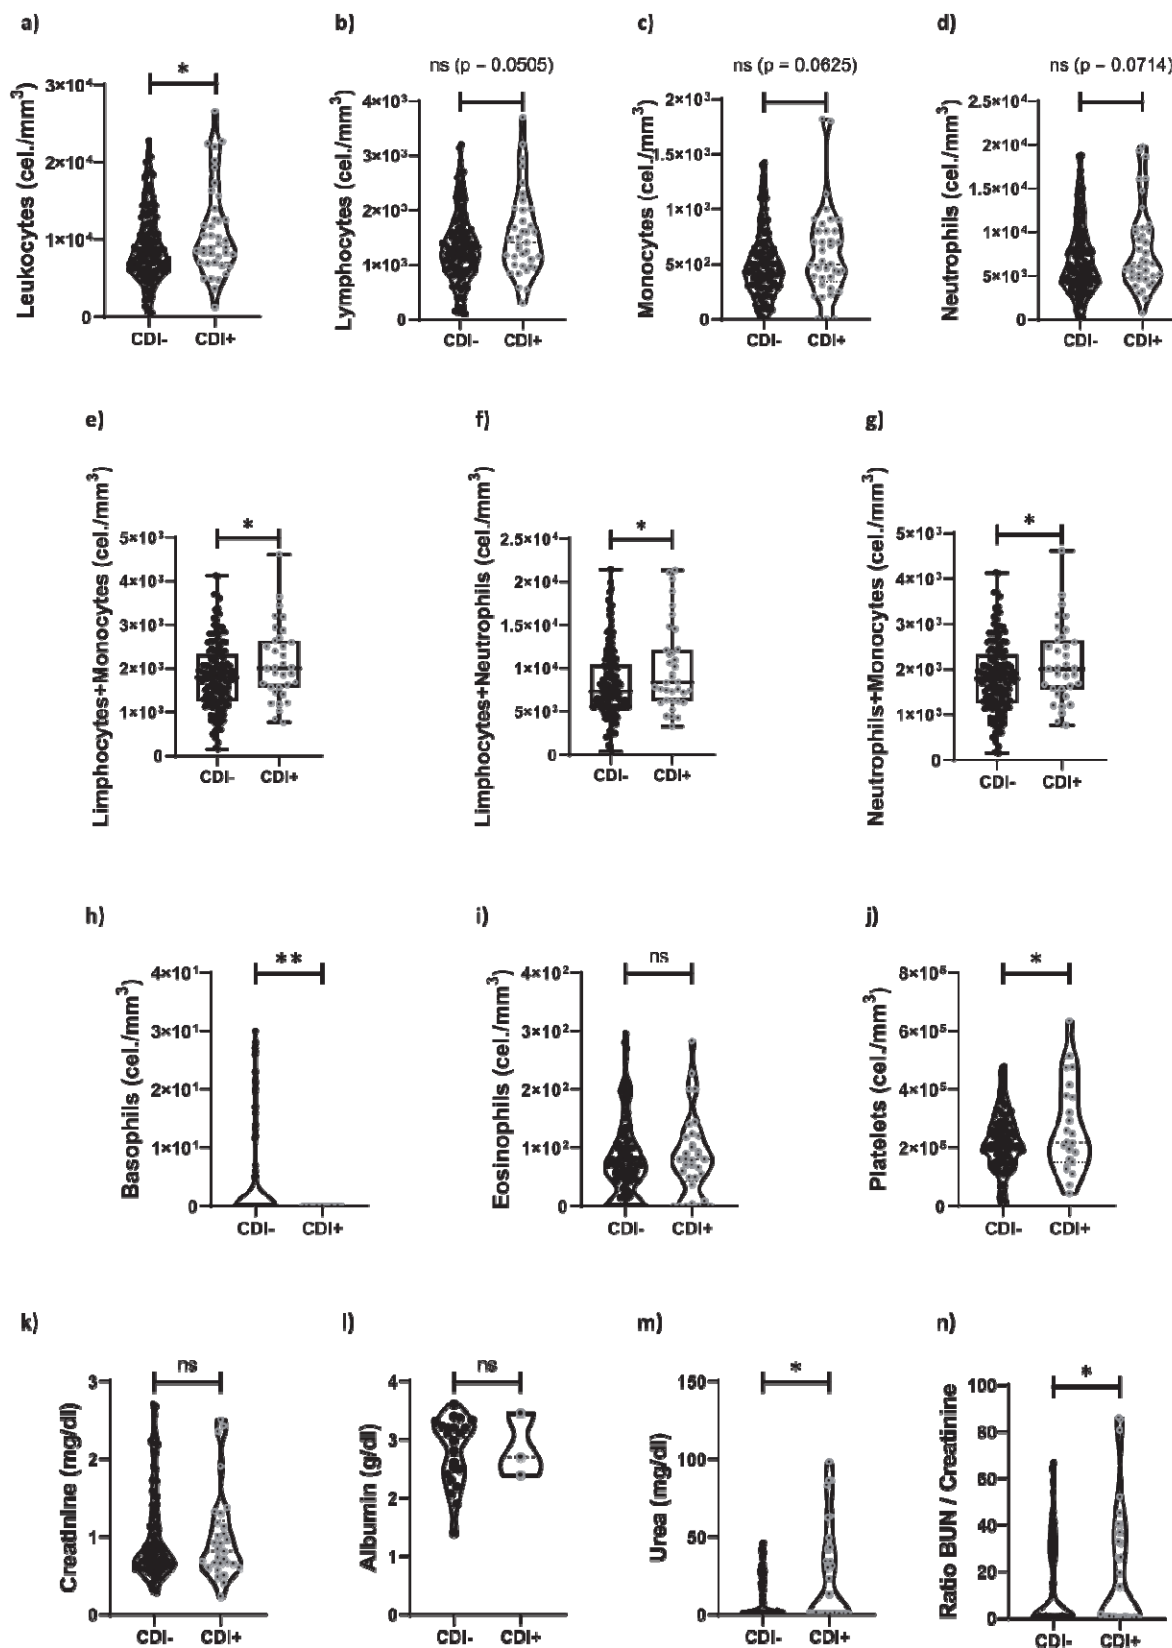 a)
b)
c)
d)
*
ns (p – 0.0505)
ns (p = 0.0625)
ns (p – 0.0714)
Leukocytes (cel./mm³)
3×10⁴
2×10⁴
1×10⁴
0
CDI-
CDI+
Lymphocytes (cel./mm³)
4×10³
3×10³
2×10³
1×10³
0
CDI-
CDI+
Monocytes (cel./mm³)
2×10³
1.5×10³
1×10³
5×10²
0
CDI-
CDI+
Neutrophils (cel./mm³)
2.5×10⁴
2×10⁴
1.5×10⁴
1×10⁴
5×10³
0
CDI-
CDI+
e)
f)
g)
*
*
*
Limphocytes+Monocytes (cel./mm³)
5×10³
4×10³
3×10³
2×10³
1×10³
0
CDI-
CDI+
Limphocytes+Neutrophils (cel./mm³)
2.5×10⁴
2×10⁴
1.5×10⁴
1×10⁴
5×10³
0
CDI-
CDI+
Neutrophils+Monocytes (cel./mm³)
5×10³
4×10³
3×10³
2×10³
1×10³
0
CDI-
CDI+
h)
i)
j)
**
ns
*
Basophils (cel./mm³)
4×10¹
3×10¹
2×10¹
1×10¹
0
CDI-
CDI+
Eosinophils (cel./mm³)
4×10²
3×10²
2×10²
1×10²
0
CDI-
CDI+
Platelets (cel./mm³)
8×10⁵
6×10⁵
4×10⁵
2×10⁵
0
CDI-
CDI+
k)
l)
m)
n)
ns
ns
*
*
Creatinine (mg/dl)
3
2
1
0
CDI-
CDI+
Albumin (g/dl)
4
3
2
1
0
CDI-
CDI+
Urea (mg/dl)
150
100
50
0
CDI-
CDI+
Ratio BUN / Creatinine
100
80
60
40
20
0
CDI-
CDI+